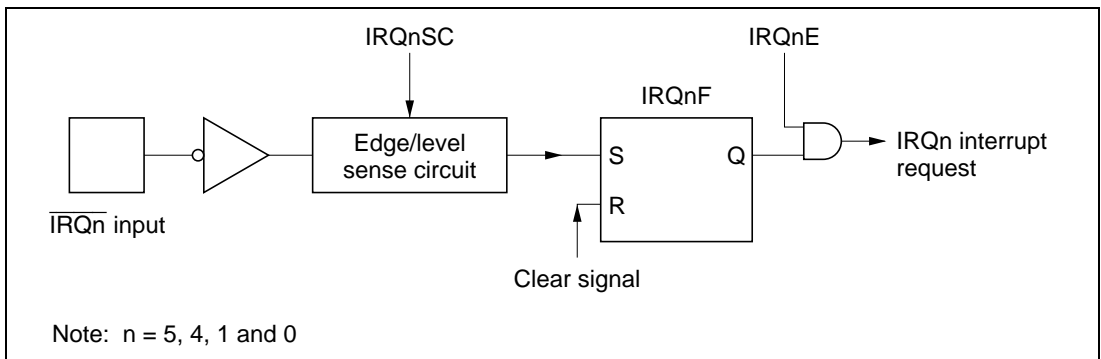 IRQnSC
IRQnE
IRQnF
Edge/level
sense circuit
S
Q
R
IRQn interrupt
request
IRQn input
Clear signal
Note: n = 5, 4, 1 and 0